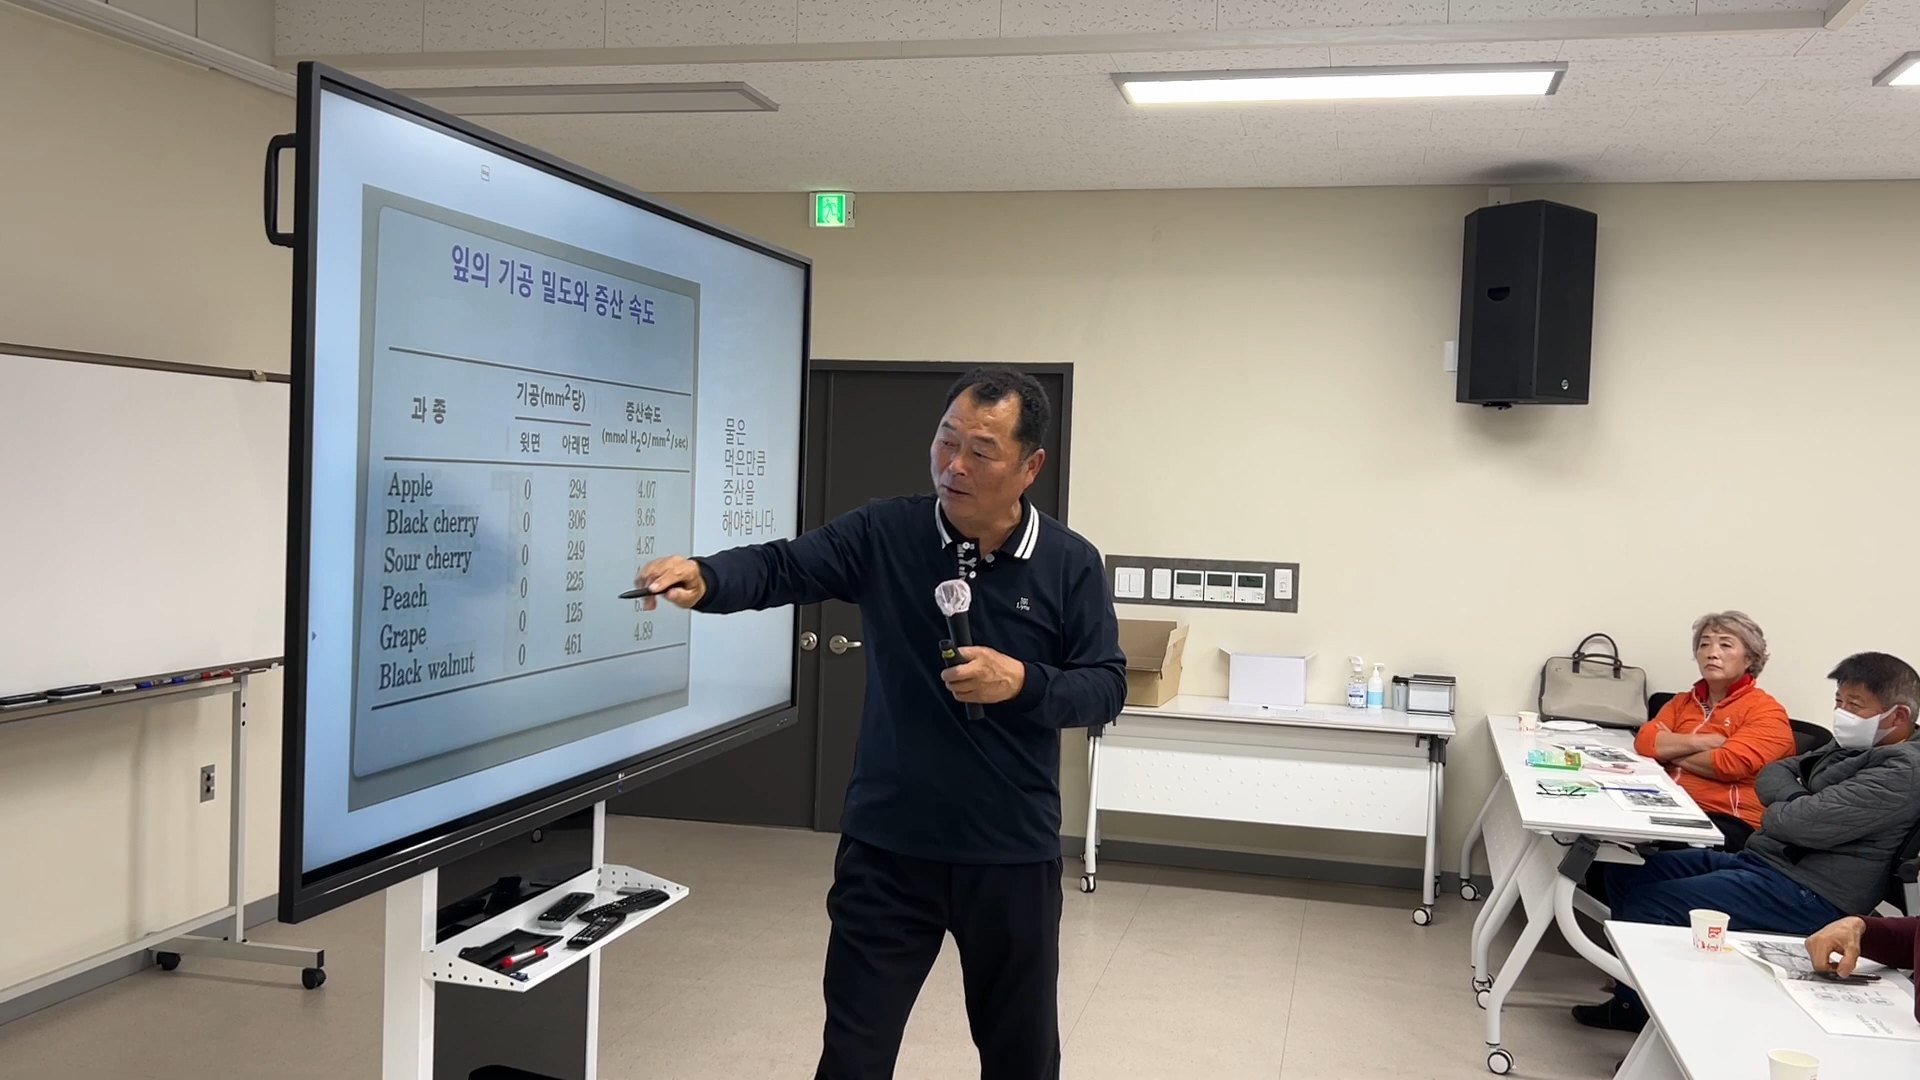 잎의 기공 밀도와 증산 속도
과 종
기공(mm2당)
증산속도
(mmol H2O/mm2/sec)
윗면 아래면
Apple 0 294 4.07
Black cherry 0 306 3.66
Sour cherry 0 249 4.87
Peach 0 225
Grape 0 125
Black walnut 0 461 4.89
물은
먹은만큼
증산을
해야합니다.
LG